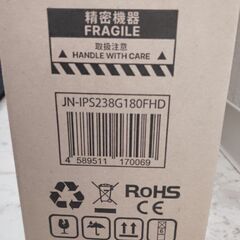 精密機器
FRAGILE
取扱注意
HANDLE WITH CARE
JN-IPS238G180FHD
4 589511 170069
RoHS
CE
6